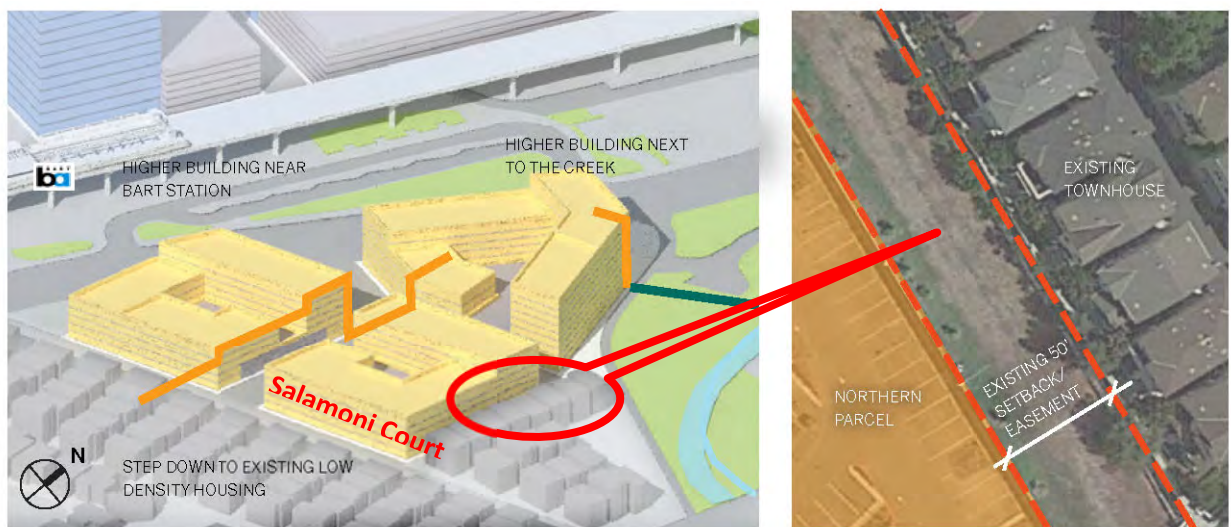 HIGHER BUILDING NEAR
BART STATION
HIGHER BUILDING NEXT
TO THE CREEK
Salamoni Court
N
STEP DOWN TO EXISTING LOW
DENSITY HOUSING
EXISTING
TOWNHOUSE
EXISTING 50'
SETBACK/
EASEMENT
NORTHERN
PARCEL